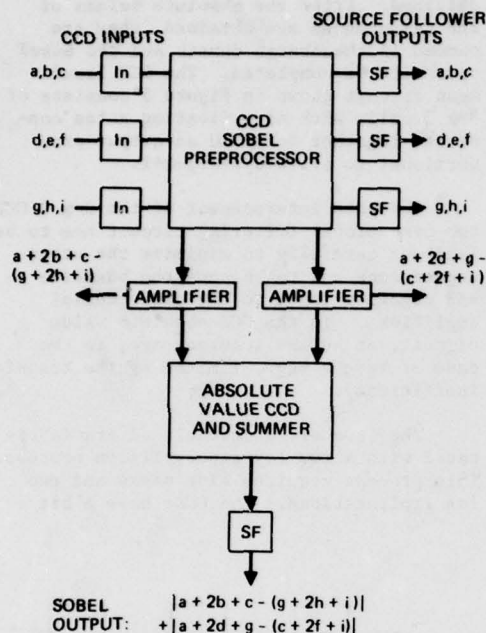 CCD INPUTS
SOURCE FOLLOWER
OUTPUTS
a,b,c
In
SF
a,b,c
CCD
SOBEL
PREPROCESSOR
d,e,f
In
SF
d,e,f
g,h,i
In
SF
g,h,i
a + 2b + c -
(g + 2h + i)
AMPLIFIER
AMPLIFIER
a + 2d + g -
(c + 2f + i)
ABSOLUTE
VALUE CCD
AND SUMMER
SF
SOBEL |a + 2b + c - (g + 2h + i)|
OUTPUT: + |a + 2d + g - (c + 2f + i)|